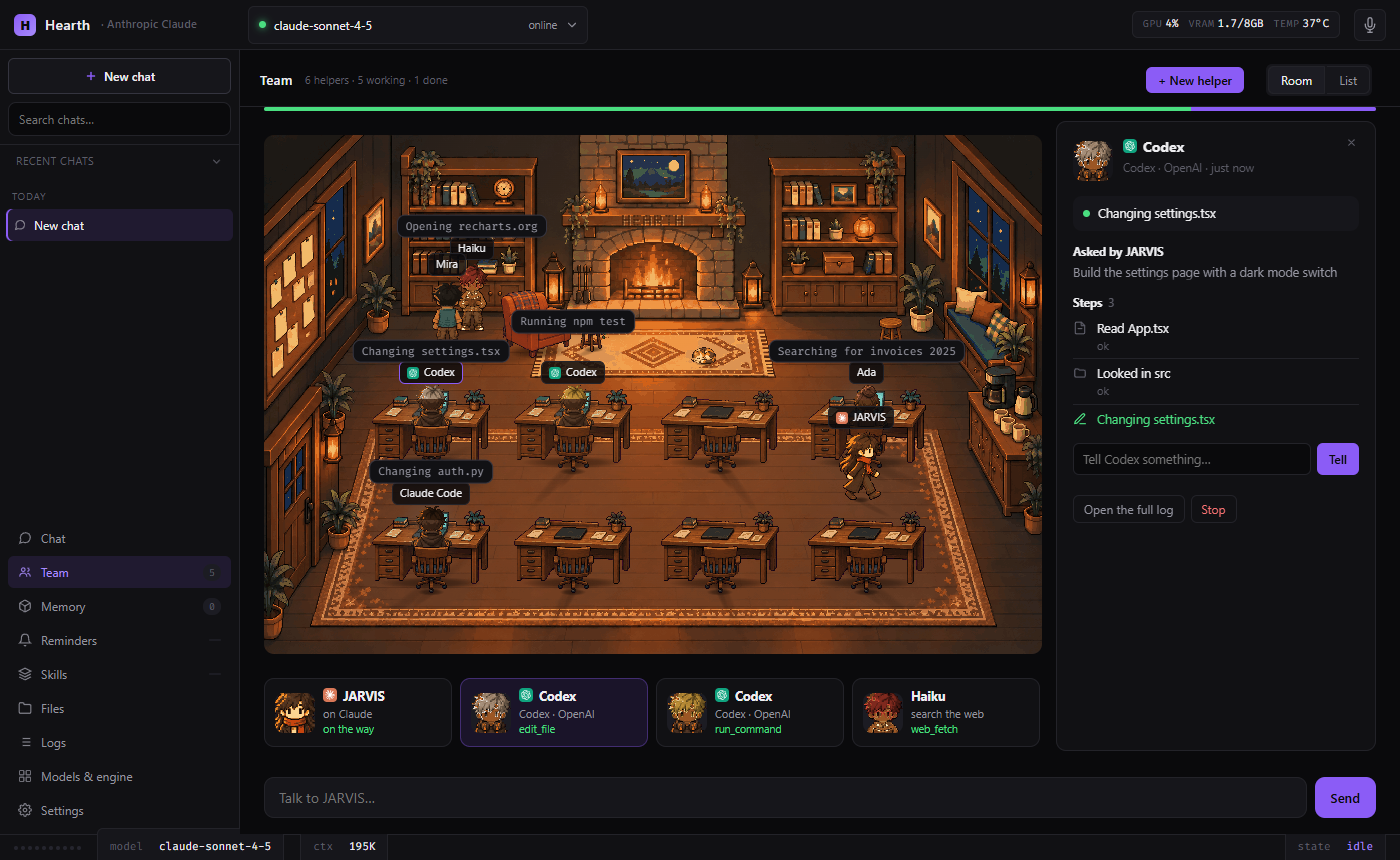 H Hearth · Anthropic Claude
claude-sonnet-4-5 online
GPU 4% VRAM 1.7/8GB TEMP 37°C
+ New chat
Search chats...
RECENT CHATS
TODAY
New chat
Chat
Team 5
Memory 0
Reminders
Skills
Files
Logs
Models & engine
Settings
Team 6 helpers · 5 working · 1 done
+ New helper
Room List
HEARTH
Opening recharts.org
Haiku
Mira
Running npm test
Changing settings.tsx
Codex
Codex
Searching for invoices 2025
Ada
JARVIS
Changing auth.py
Claude Code
JARVIS
on Claude
on the way
Codex
Codex · OpenAI
edit_file
Codex
Codex · OpenAI
run_command
Haiku
search the web
web_fetch
Codex
Codex · OpenAI · just now
Changing settings.tsx
Asked by JARVIS
Build the settings page with a dark mode switch
Steps 3
Read App.tsx
ok
Looked in src
ok
Changing settings.tsx
Tell Codex something...
Tell
Open the full log
Stop
Talk to JARVIS...
Send
model claude-sonnet-4-5
ctx 195K
state idle